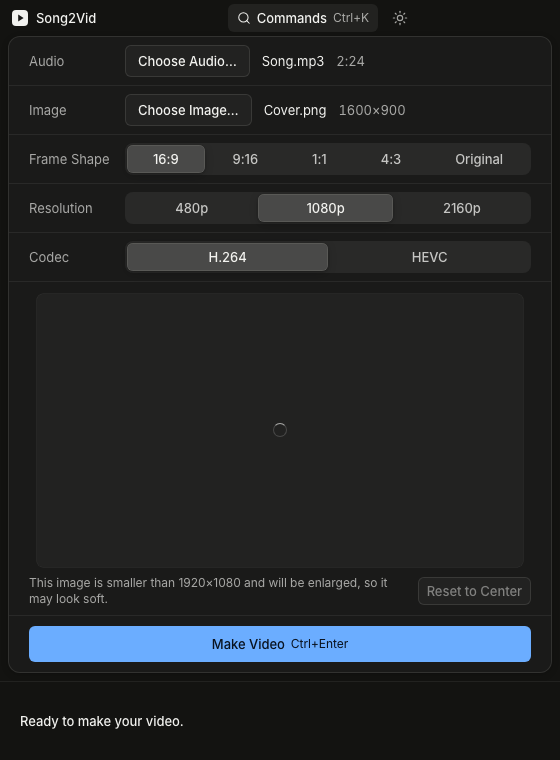 Song2Vid
Commands Ctrl+K
Audio Choose Audio... Song.mp3 2:24
Image Choose Image... Cover.png 1600×900
Frame Shape 16:9 9:16 1:1 4:3 Original
Resolution 480p 1080p 2160p
Codec H.264 HEVC
This image is smaller than 1920×1080 and will be enlarged, so it
may look soft.
Reset to Center
Make Video Ctrl+Enter
Ready to make your video.